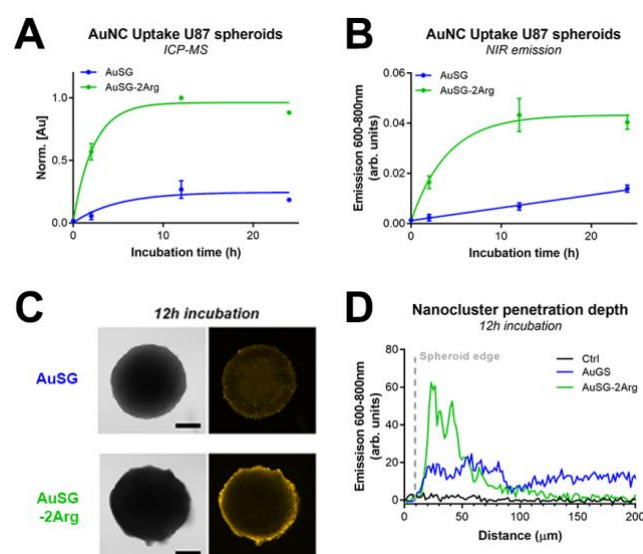 A
AuNC Uptake U87 spheroids
ICP-MS
AuSG
AuSG-2Arg
Norm. [Au]
1.0
0.5
0.0
0 10 20
Incubation time (h)
B
AuNC Uptake U87 spheroids
NIR emission
AuSG
AuSG-2Arg
Emissison 600-800nm
(arb. units)
0.06
0.04
0.02
0.00
0 10 20
Incubation time (h)
C
12h incubation
AuSG
AuSG
-2Arg
D
Nanocluster penetration depth
12h incubation
Spheroid edge
Ctrl
AuGS
AuSG-2Arg
Emissison 600-800nm
(arb. units)
80
60
40
20
0
0 50 100 150 200
Distance (μm)